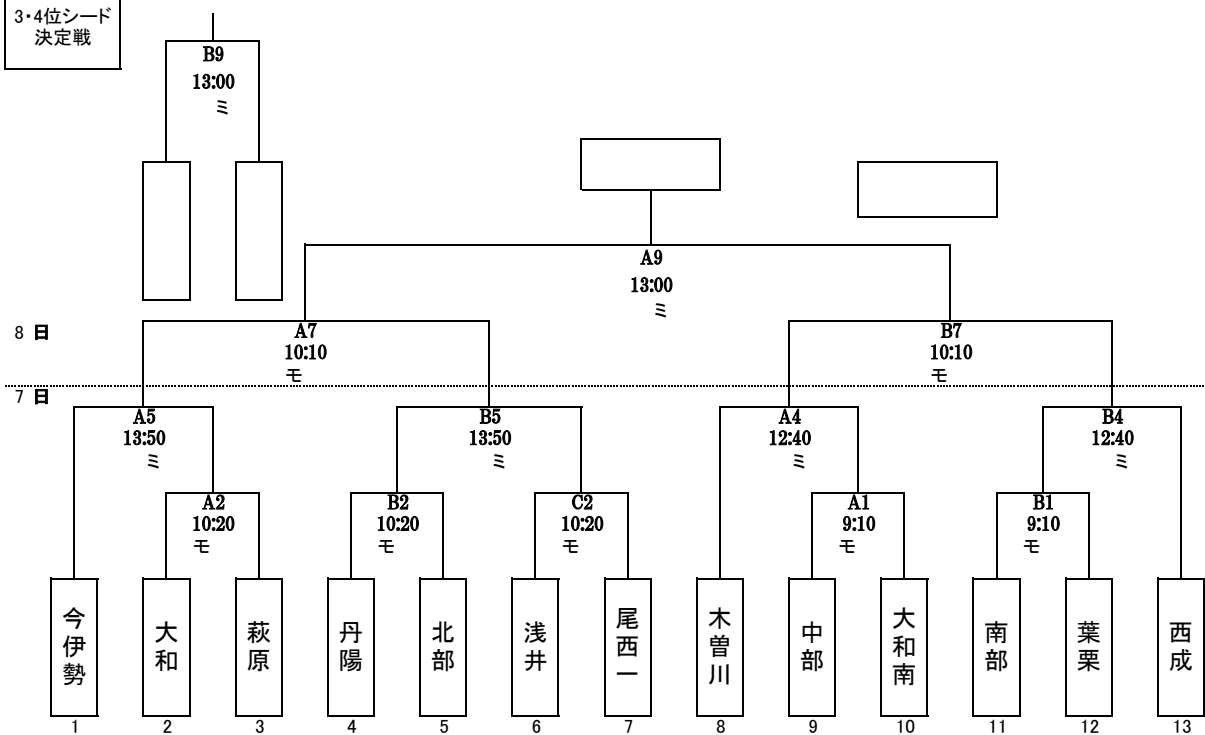 3・4位シード
決定戦
B9
13:00
ミ
A9
13:00
ミ
8 日
A7
10:10
モ
B7
10:10
モ
7 日
A5
13:50
ミ
B5
13:50
ミ
A4
12:40
ミ
B4
12:40
ミ
A2
10:20
モ
B2
10:20
モ
C2
10:20
モ
A1
9:10
モ
B1
9:10
モ
今伊勢
大和
萩原
丹陽
北部
浅井
尾西一
木曽川
中部
大和南
南部
葉栗
西成
1 2 3 4 5 6 7 8 9 10 11 12 13